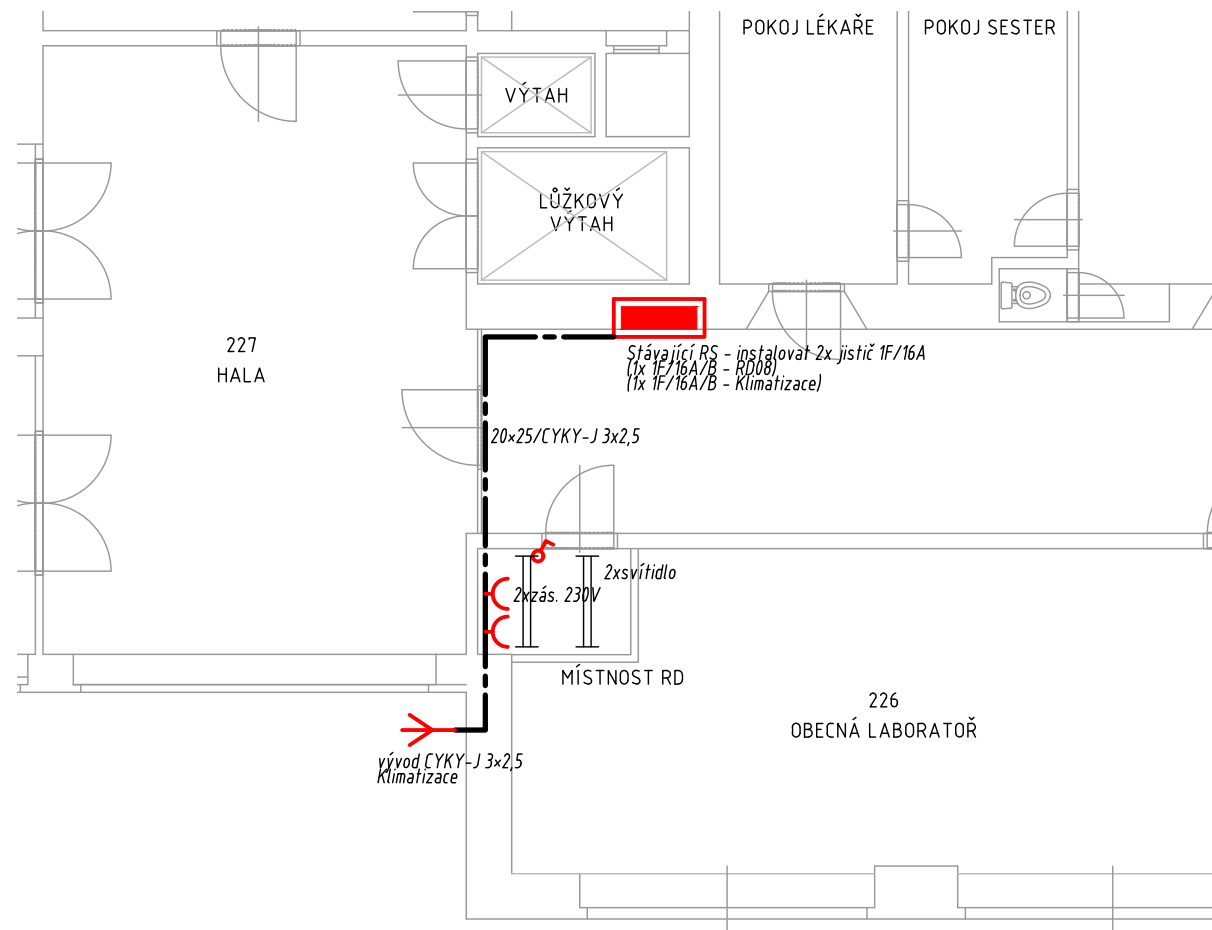 POKOJ LÉKAŘE
POKOJ SESTER
VÝTAH
LŮŽKOVÝ
VÝTAH
227
HALA
Stávající RS - instalovat 2x jistič 1F/16A
(1x 1F/16A/B - RD08)
(1x 1F/16A/B - Klimatizace)
20×25/CYKY-J 3x2,5
2xsvítidlo
2xzás. 230V
MÍSTNOST RD
226
OBECNÁ LABORATOŘ
vývod CYKY-J 3×2,5
Klimatizace